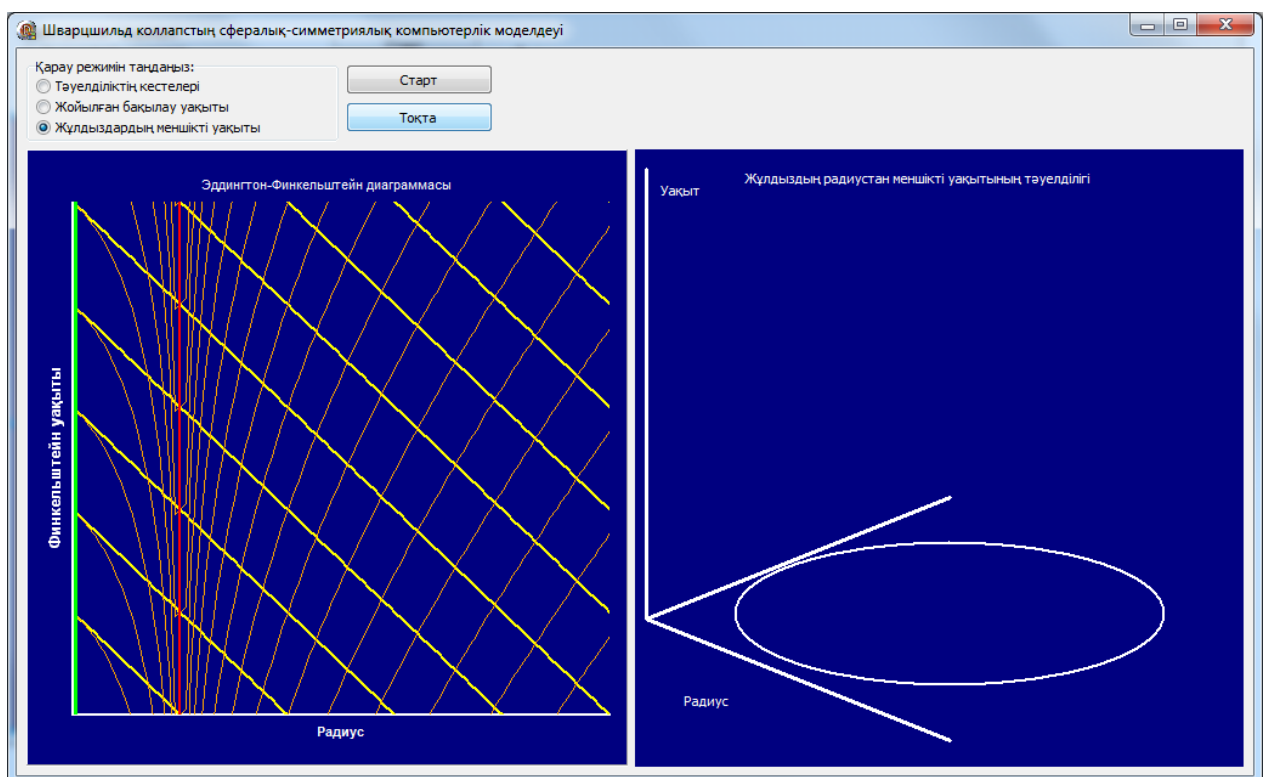 Шварцшильд коллапстың сфералық-симметриялық компьютерлік моделдеуі
Қарау режимін таңдаңыз:
Тәуелділіктің кестелері
Жойылған бақылау уақыты
Жұлдыздардың меншікті уақыты
Старт
Тоқта
Эддингтон-Финкельштейн диаграммасы
Финкельштейн уақыты
Радиус
Уақыт
Жұлдыздың радиустан меншікті уақытының тәуелділігі
Радиус